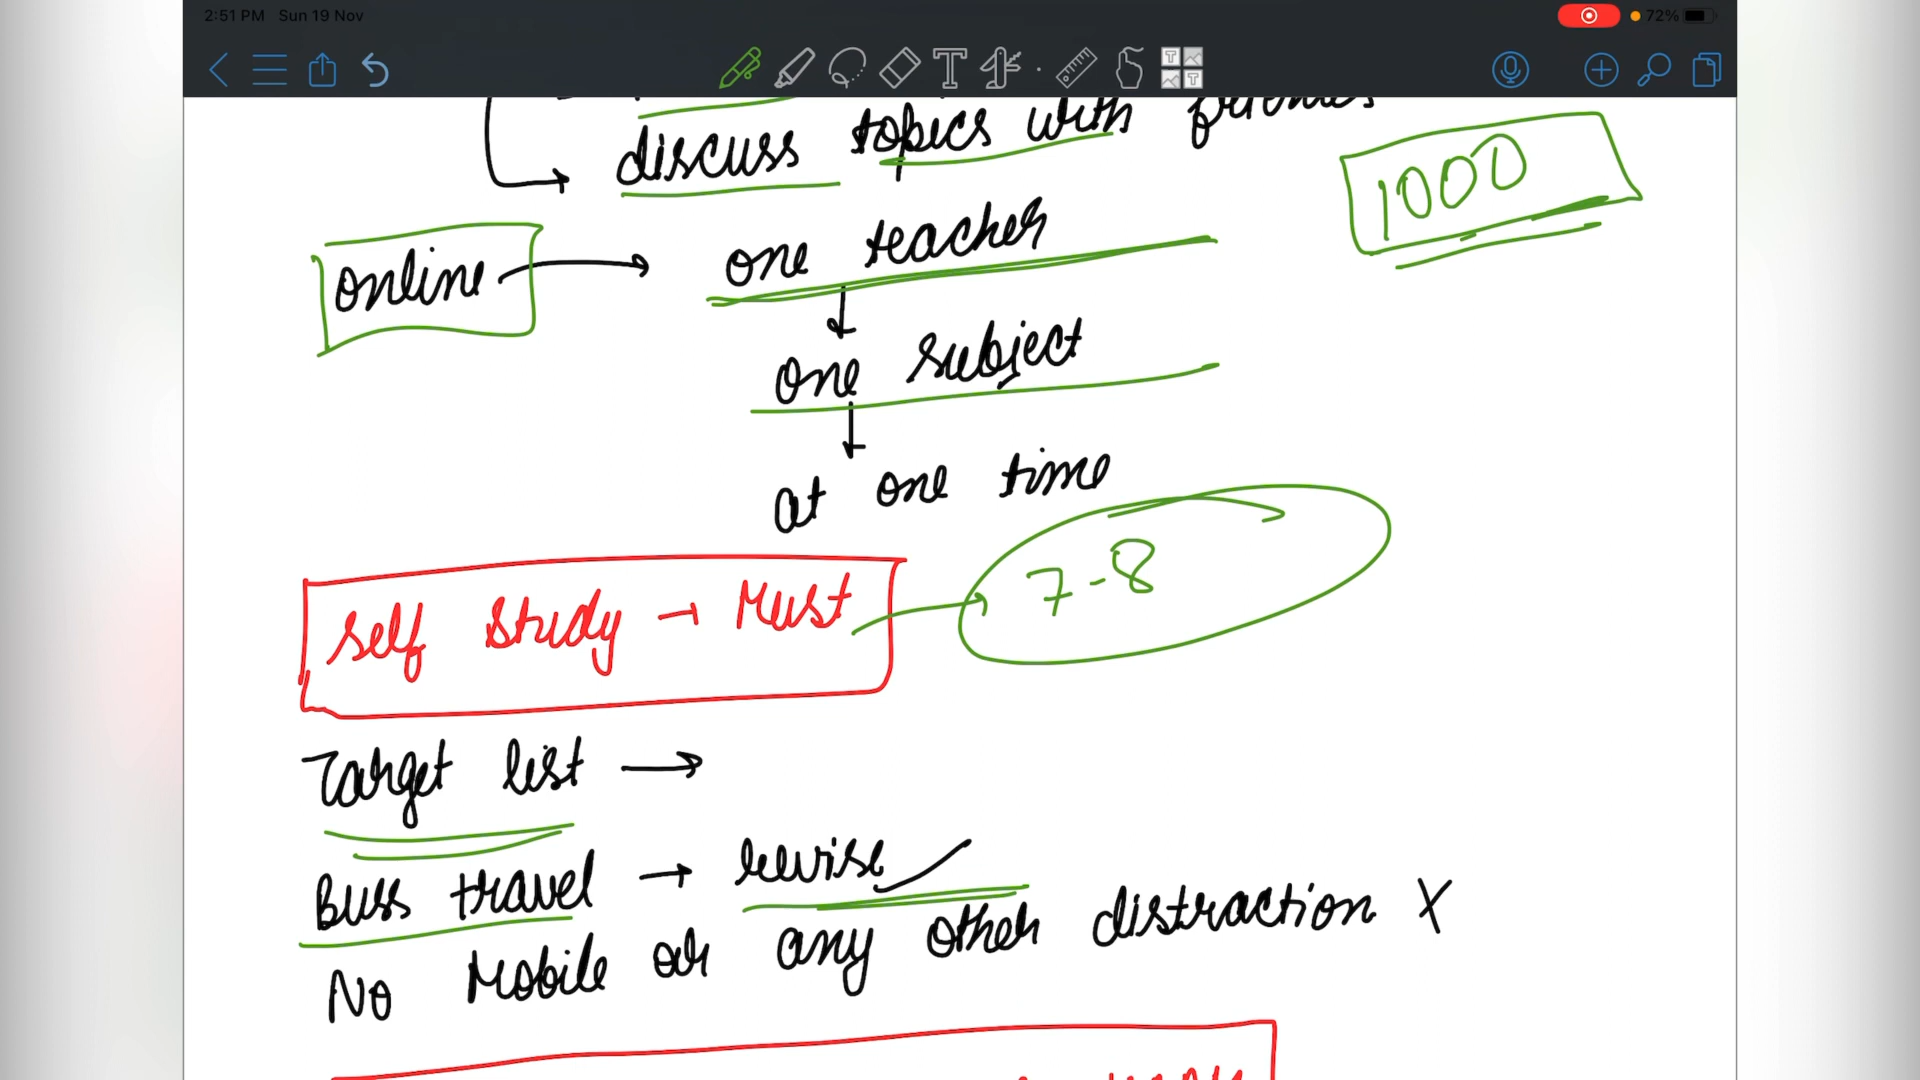 2:51 PM Sun 19 Nov
72%
discuss topics with friends
1000
online → one teacher
one subject
at one time
self study → Must
7-8
Target list →
Buss travel → revise ✓
No Mobile or any other distraction X